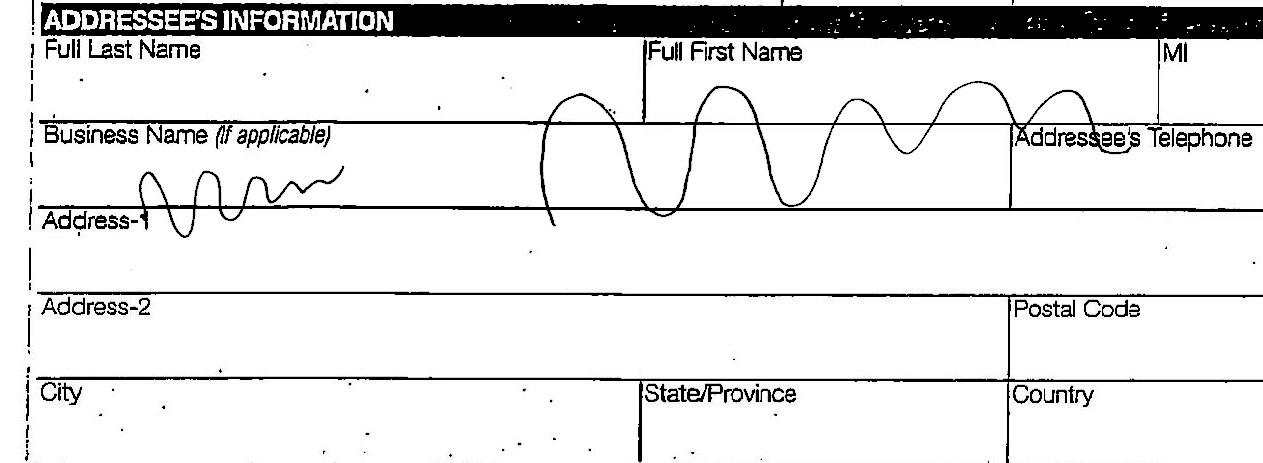 ADDRESSEE'S INFORMATION
Full Last Name Full First Name MI
Business Name (If applicable) Addressee's Telephone
Address-1
Address-2 Postal Code
City State/Province Country